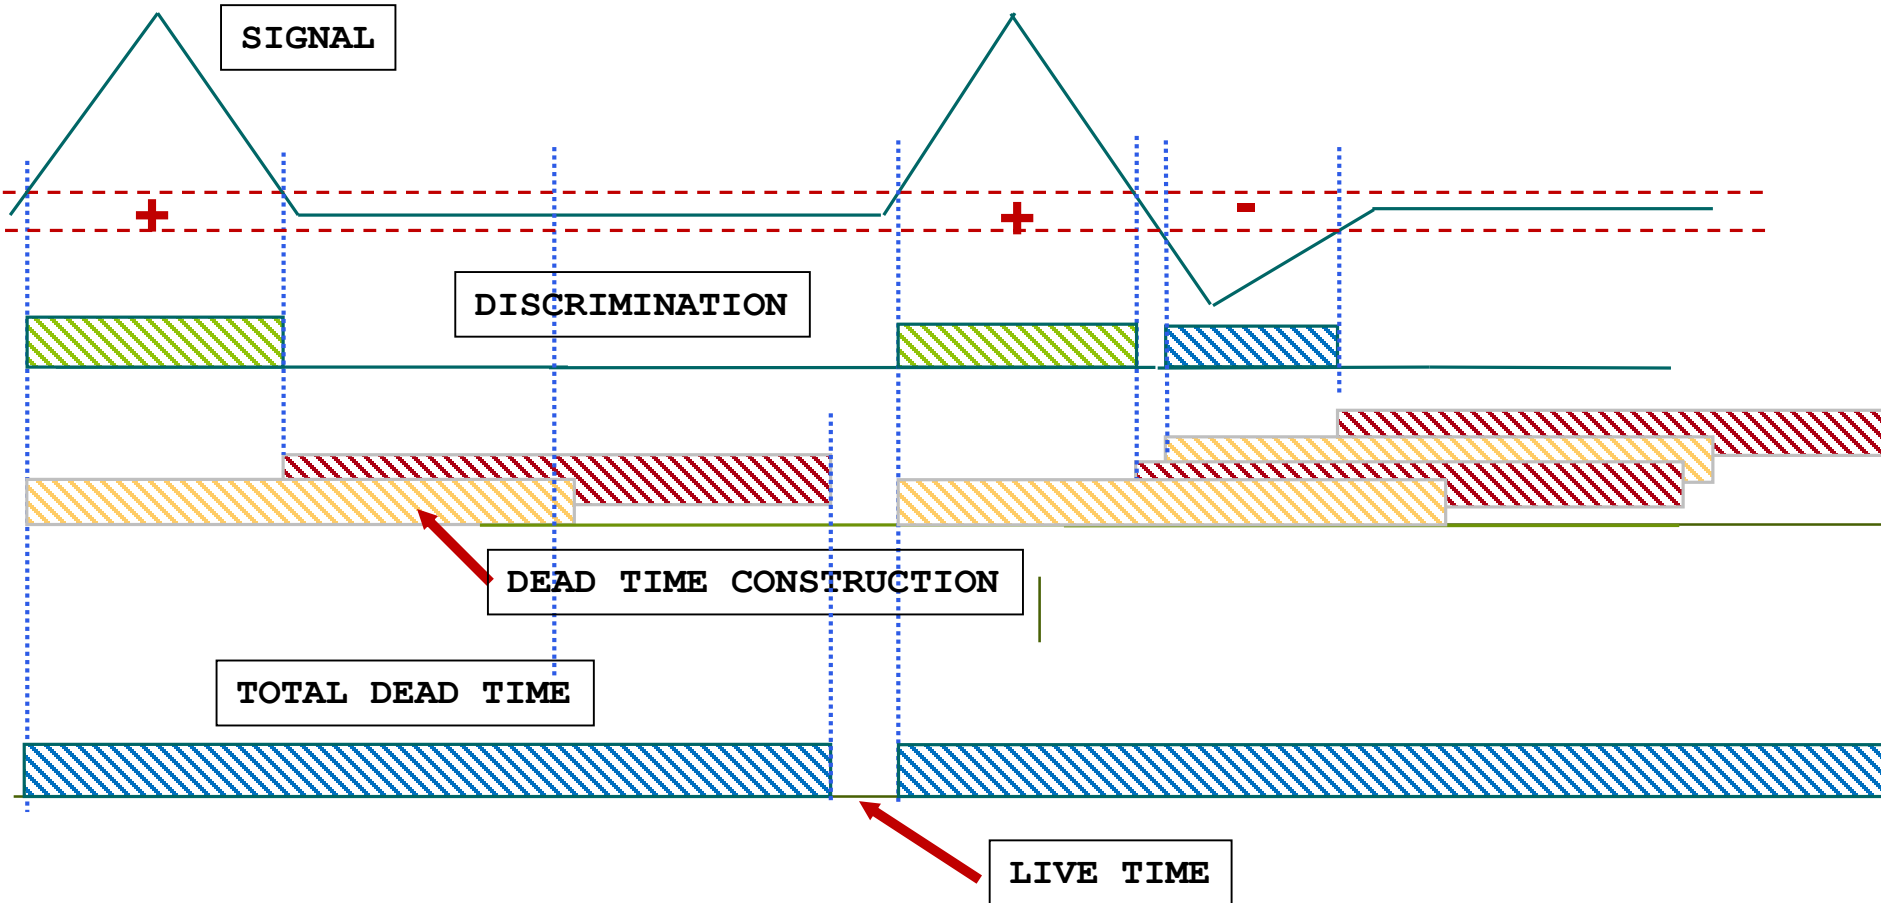 SIGNAL
+
+
-
DISCRIMINATION
DEAD TIME CONSTRUCTION
TOTAL DEAD TIME
LIVE TIME